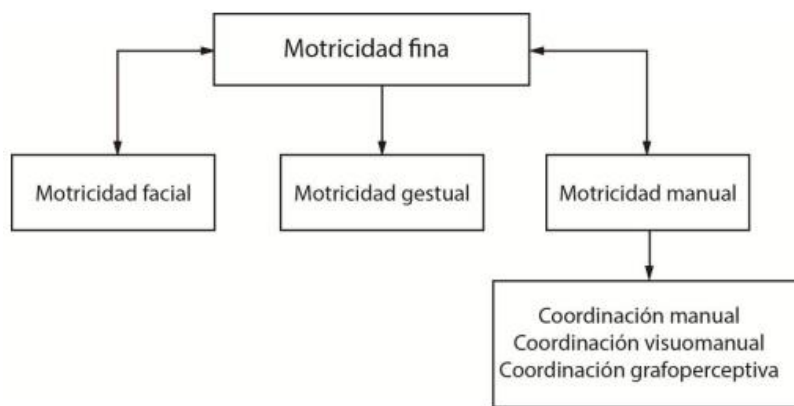 Motricidad fina
Motricidad facial
Motricidad gestual
Motricidad manual
Coordinación manual
Coordinación visuomanual
Coordinación grafoperceptiva